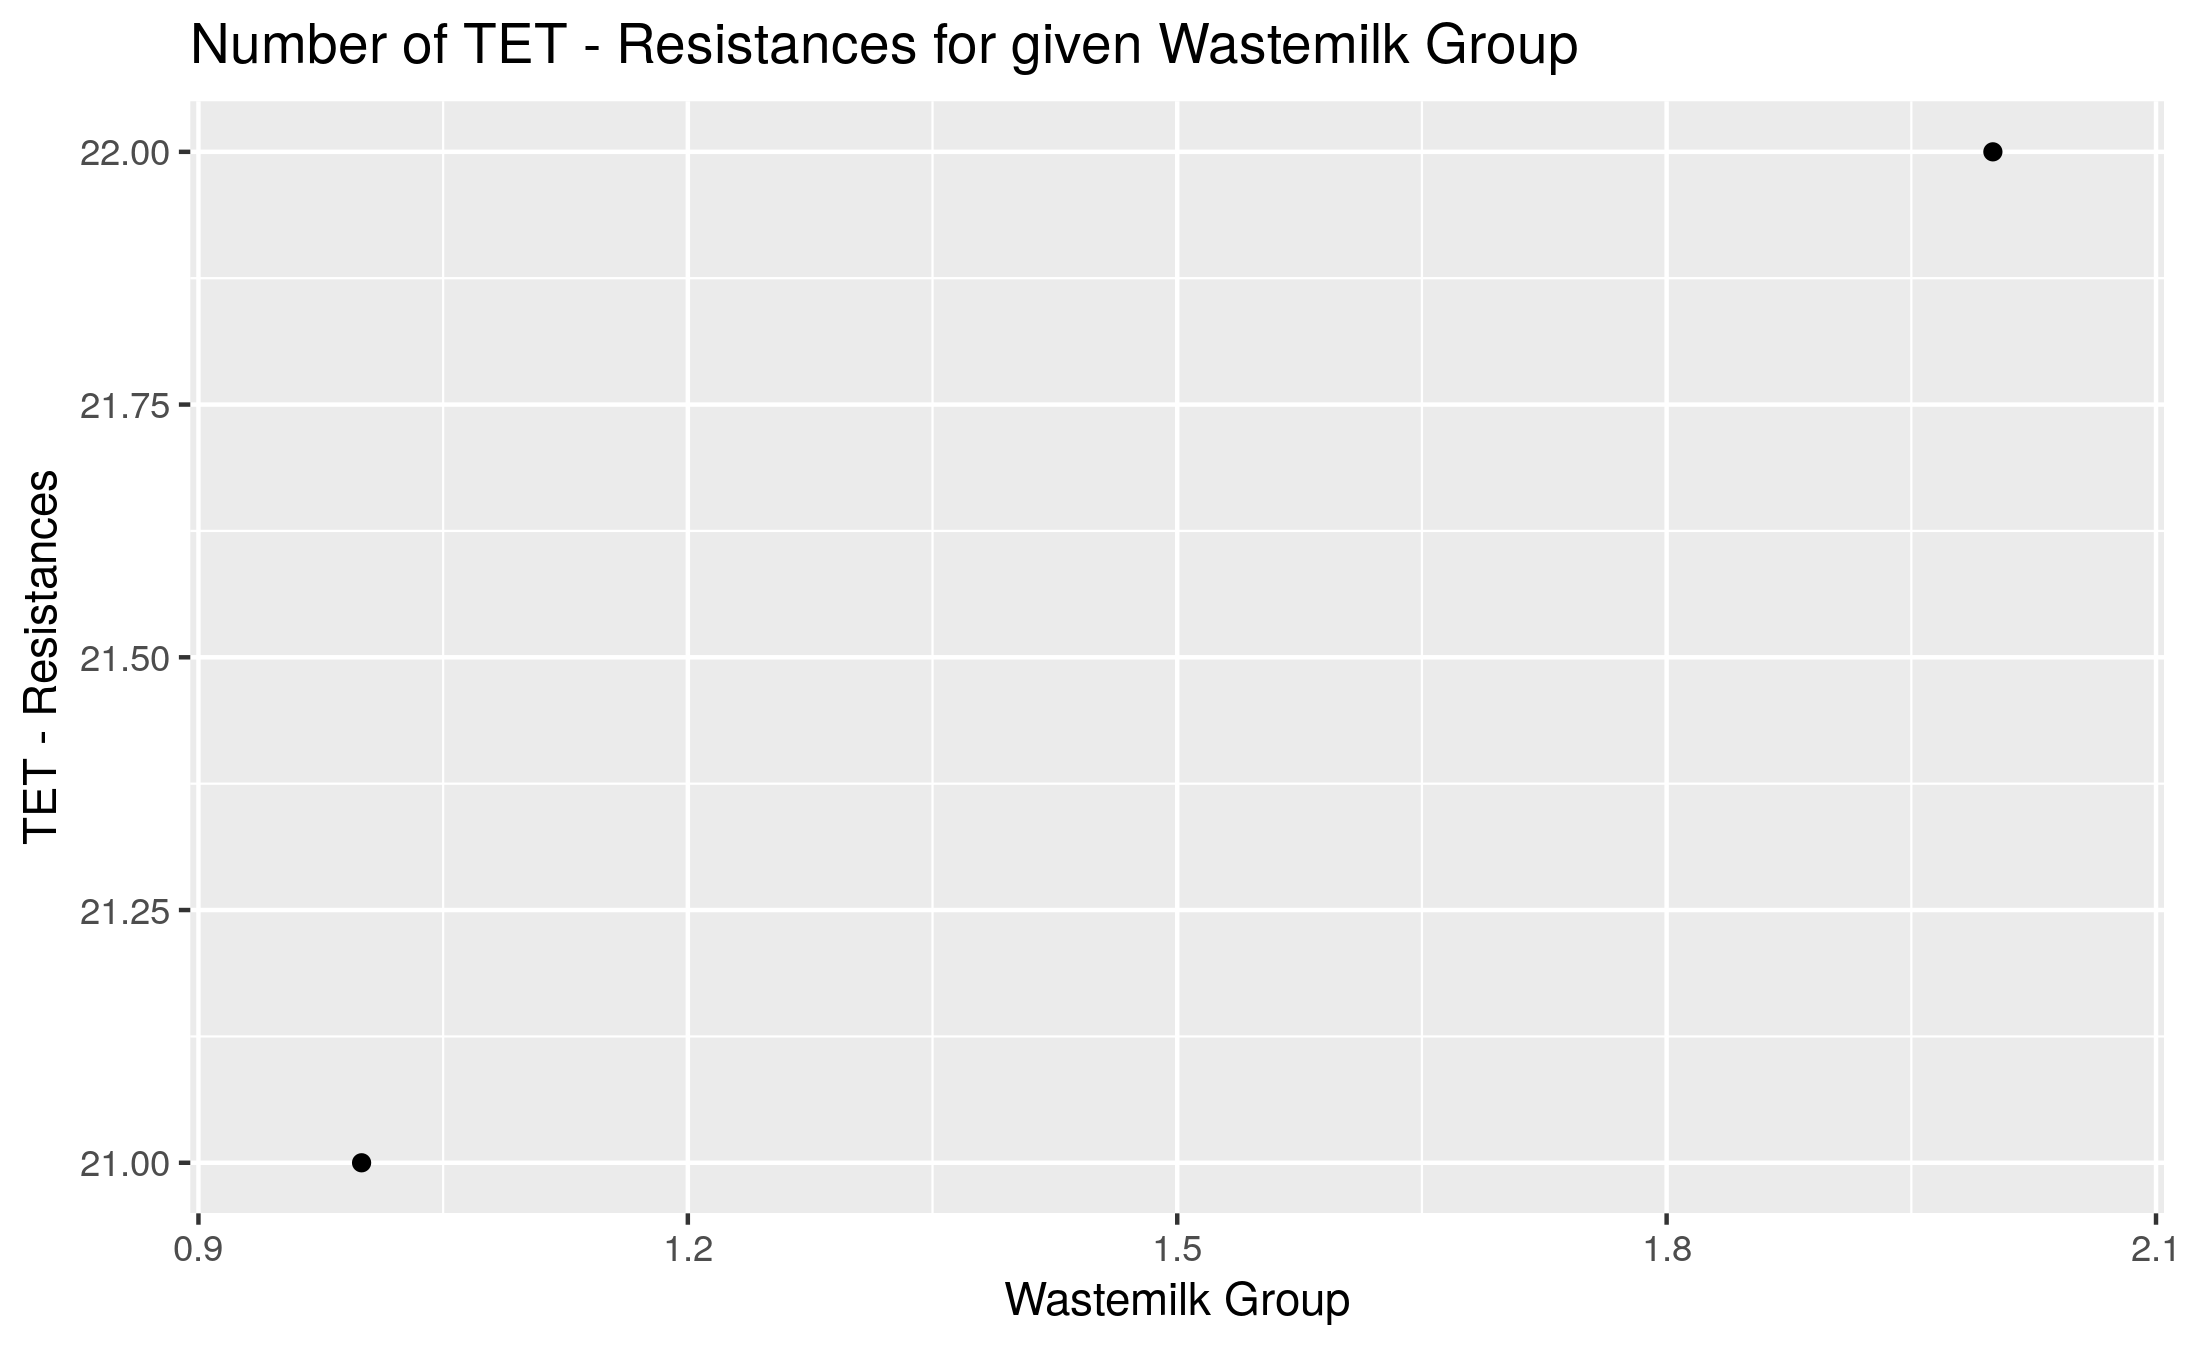 Number of TET - Resistances for given Wastemilk Group
TET - Resistances
22.00
21.75
21.50
21.25
21.00
0.9 1.2 1.5 1.8 2.1
Wastemilk Group